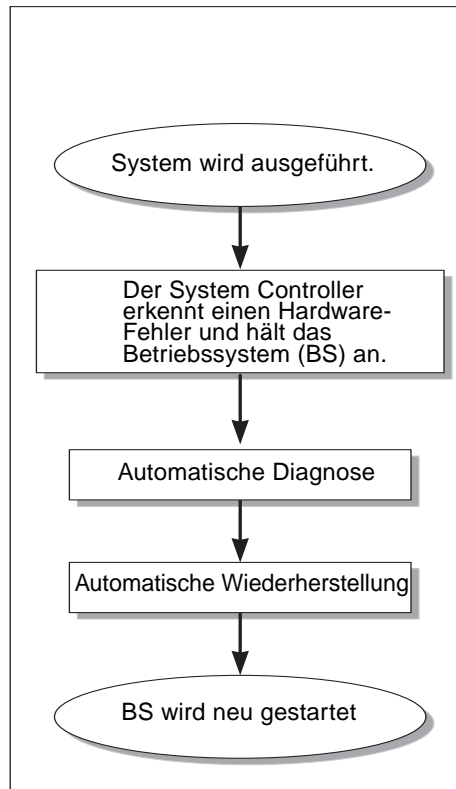 System wird ausgeführt.
Der System Controller
erkennt einen Hardware-
Fehler und hält das
Betriebssystem (BS) an.
Automatische Diagnose
Automatische Wiederherstellung
BS wird neu gestartet